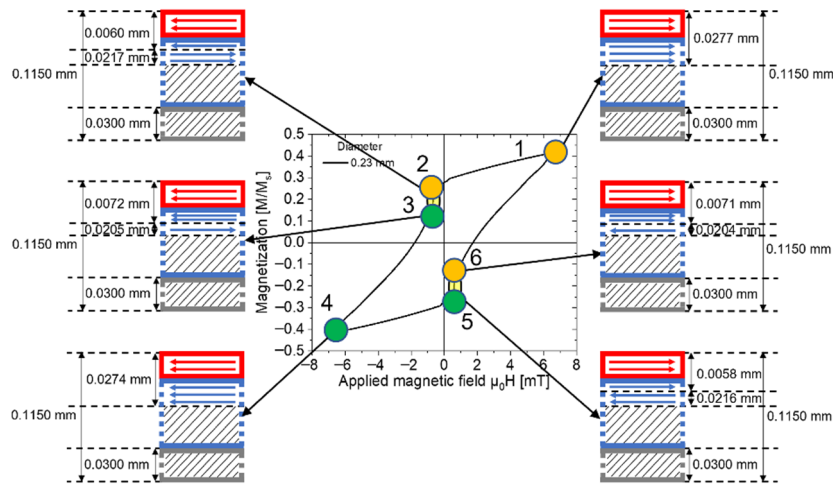 0.0060 mm
0.0217 mm
0.1150 mm
0.0300 mm
0.0277 mm
0.1150 mm
0.0300 mm
0.0072 mm
0.0205 mm
0.1150 mm
0.0300 mm
0.0071 mm
0.0204 mm
0.1150 mm
0.0300 mm
0.0274 mm
0.1150 mm
0.0300 mm
0.0058 mm
0.0216 mm
0.1150 mm
0.0300 mm
Diameter
0.23 mm
1
2
3
4
5
6
0.5
0.4
0.3
0.2
0.1
0.0
−0.1
−0.2
−0.3
−0.4
−0.5
Magnetization [M/Ms]
−8 −6 −4 −2 0 2 4 6 8
Applied magnetic field μ0H [mT]